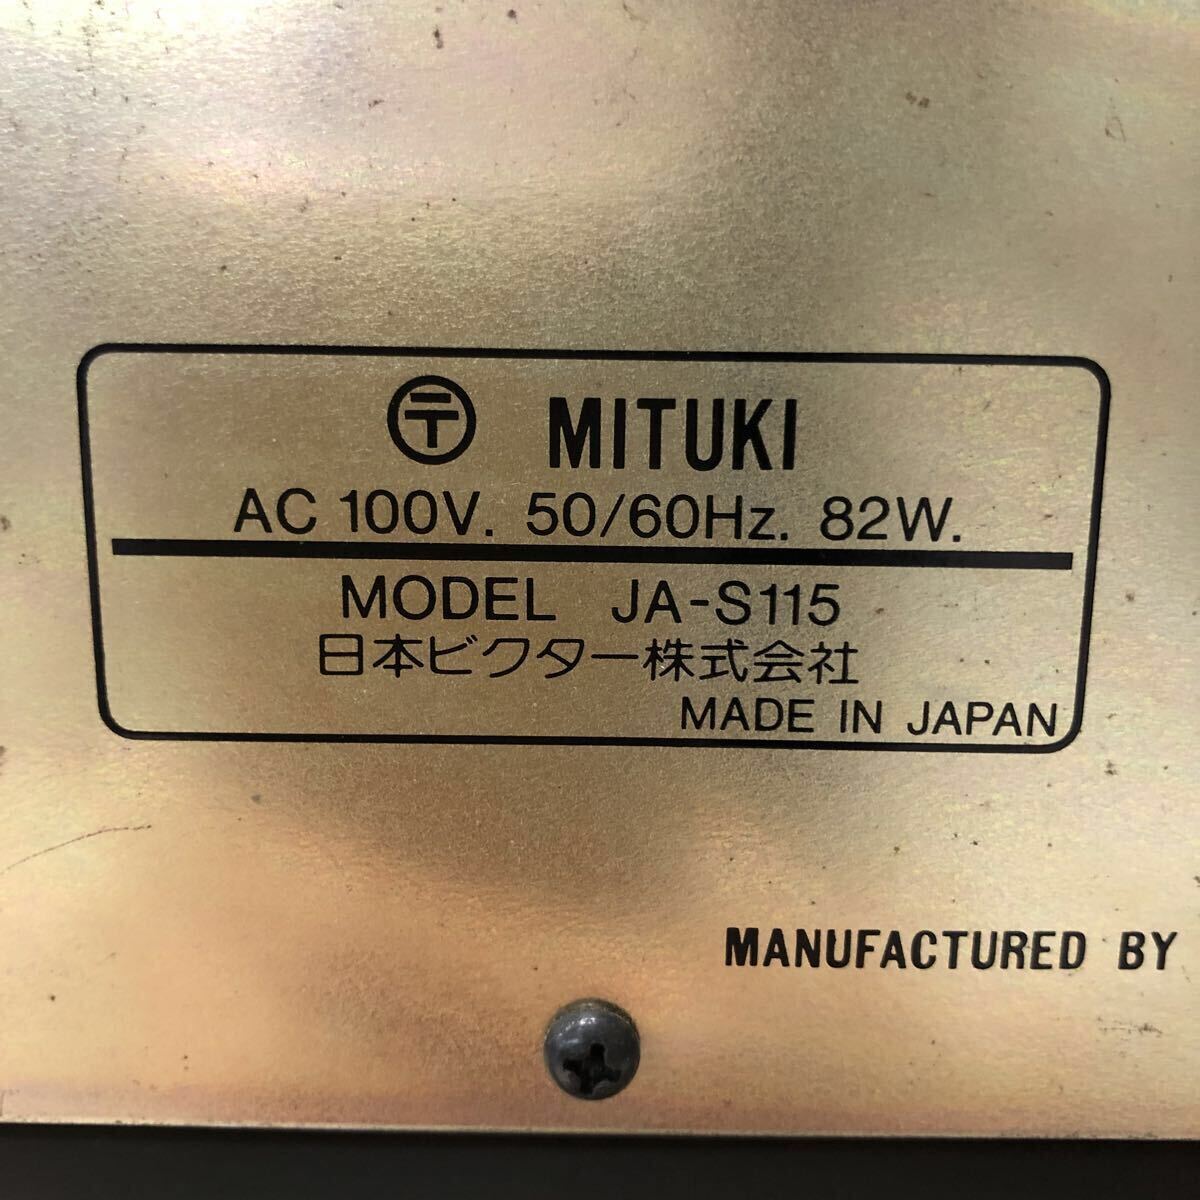 〶 MITUKI
AC 100V. 50/60Hz. 82W.
MODEL JA-S115
日本ビクター株式会社
MADE IN JAPAN
MANUFACTURED BY